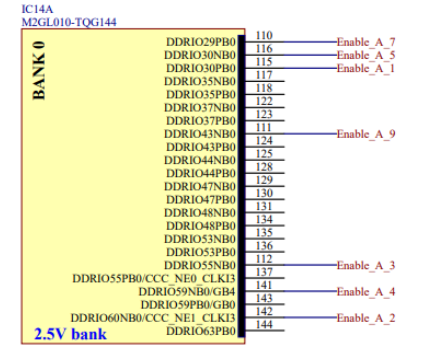 IC14A
M2GL010-TQG144
BANK 0
DDRIO29PB0 110 Enable_A_7
DDRIO30NB0 116 Enable_A_5
DDRIO30PB0 115 Enable_A_1
DDRIO35NB0 117
DDRIO35PB0 118
DDRIO37NB0 122
DDRIO37PB0 123
DDRIO43NB0 111 Enable_A_9
DDRIO43PB0 124
DDRIO44NB0 125
DDRIO44PB0 128
DDRIO47NB0 129
DDRIO47PB0 130
DDRIO48NB0 131
DDRIO48PB0 134
DDRIO53NB0 135
DDRIO53PB0 136
DDRIO55NB0 112 Enable_A_3
DDRIO55PB0/CCC_NE0_CLKI3 137
DDRIO59NB0/GB4 141 Enable_A_4
DDRIO59PB0/GB0 143
DDRIO60NB0/CCC_NE1_CLKI3 142 Enable_A_2
DDRIO63PB0 144
2.5V bank